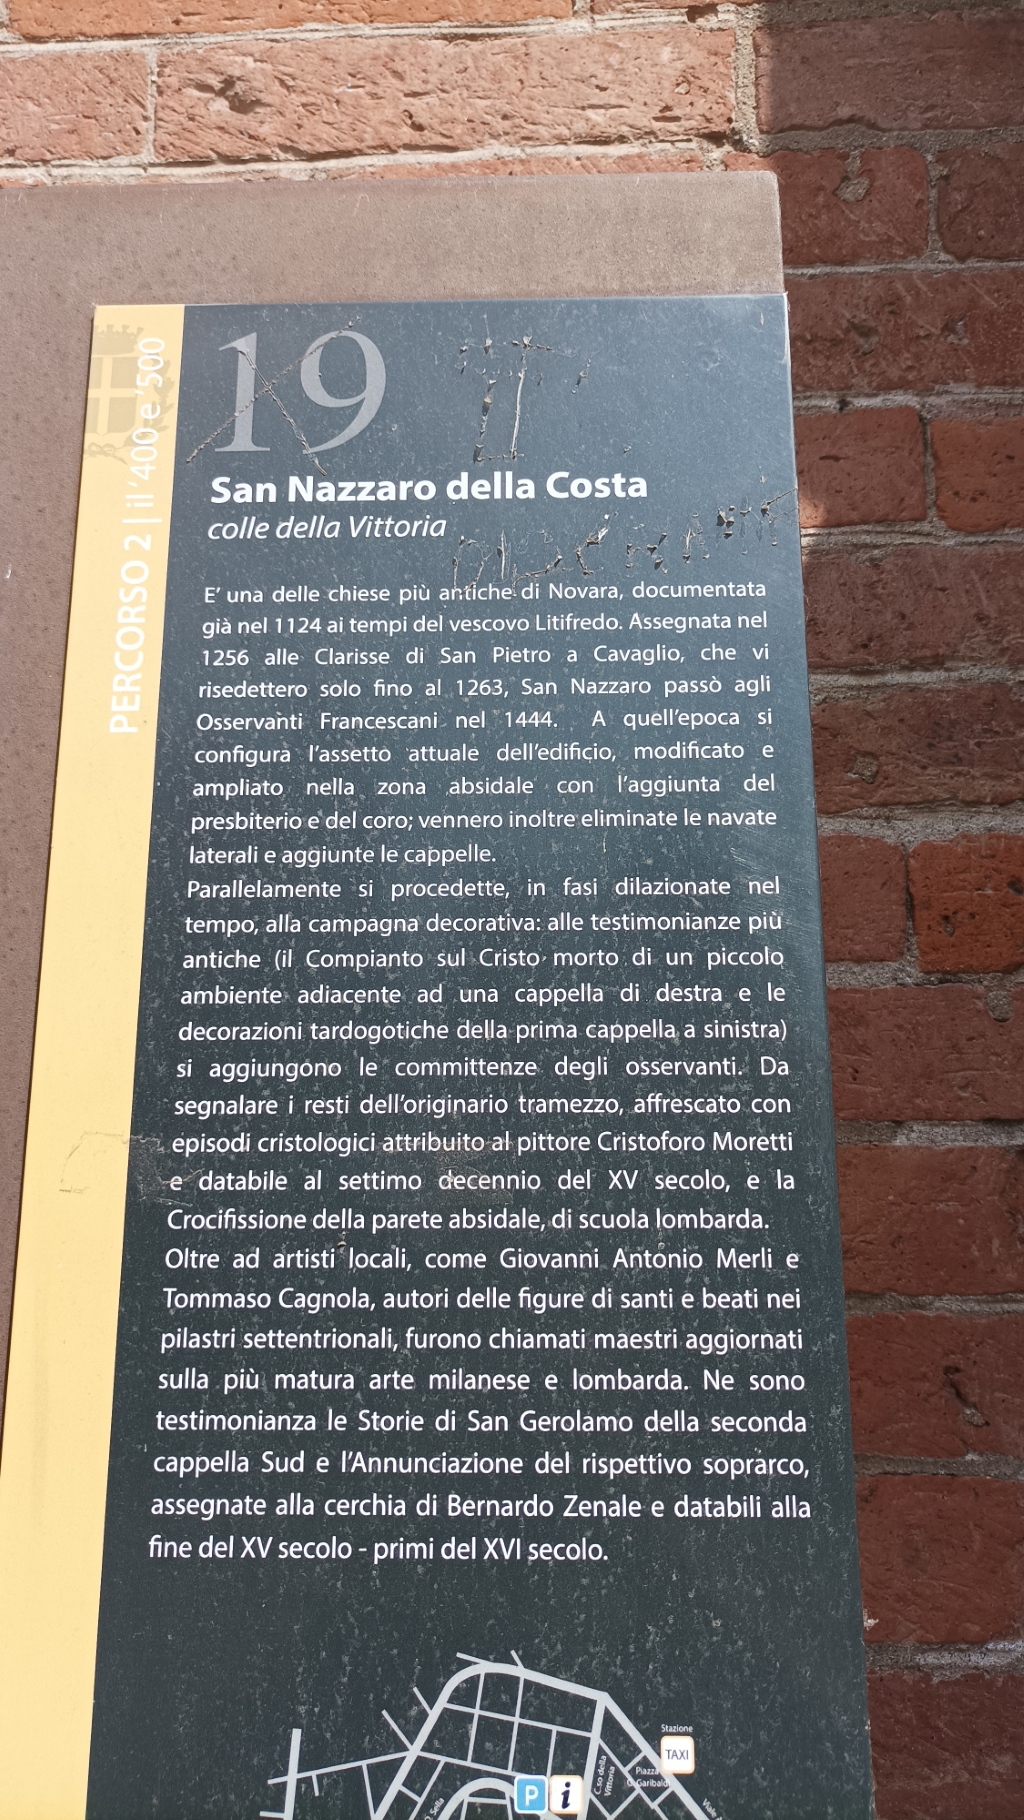 19
San Nazzaro della Costa
colle della Vittoria
PERCORSO 2 | il '400 e '500
E' una delle chiese più antiche di Novara, documentata
già nel 1124 ai tempi del vescovo Litifredo. Assegnata nel
1256 alle Clarisse di San Pietro a Cavaglio, che vi
risedettero solo fino al 1263, San Nazzaro passò agli
Osservanti Francescani nel 1444. A quell'epoca si
configura l'assetto attuale dell'edificio, modificato e
ampliato nella zona absidale con l'aggiunta del
presbiterio e del coro; vennero inoltre eliminate le navate
laterali e aggiunte le cappelle.
Parallelamente si procedette, in fasi dilazionate nel
tempo, alla campagna decorativa: alle testimonianze più
antiche (il Compianto sul Cristo morto di un piccolo
ambiente adiacente ad una cappella di destra e le
decorazioni tardogotiche della prima cappella a sinistra)
si aggiungono le committenze degli osservanti. Da
segnalare i resti dell'originario tramezzo, affrescato con
episodi cristologici attribuito al pittore Cristoforo Moretti
e databile al settimo decennio del XV secolo, e la
Crocifissione della parete absidale, di scuola lombarda.
Oltre ad artisti locali, come Giovanni Antonio Merli e
Tommaso Cagnola, autori delle figure di santi e beati nei
pilastri settentrionali, furono chiamati maestri aggiornati
sulla più matura arte milanese e lombarda. Ne sono
testimonianza le Storie di San Gerolamo della seconda
cappella Sud e l'Annunciazione del rispettivo soprarco,
assegnate alla cerchia di Bernardo Zenale e databili alla
fine del XV secolo - primi del XVI secolo.
Stazione
TAXI
Piazza
G. Garibaldi
C.so della
Vittoria
P
i
Sella
Viale